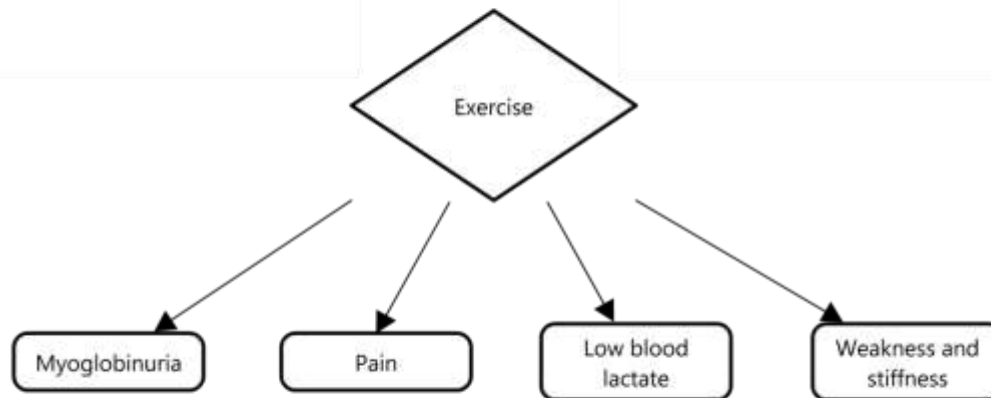 Exercise
Myoglobinuria
Pain
Low blood
lactate
Weakness and
stiffness